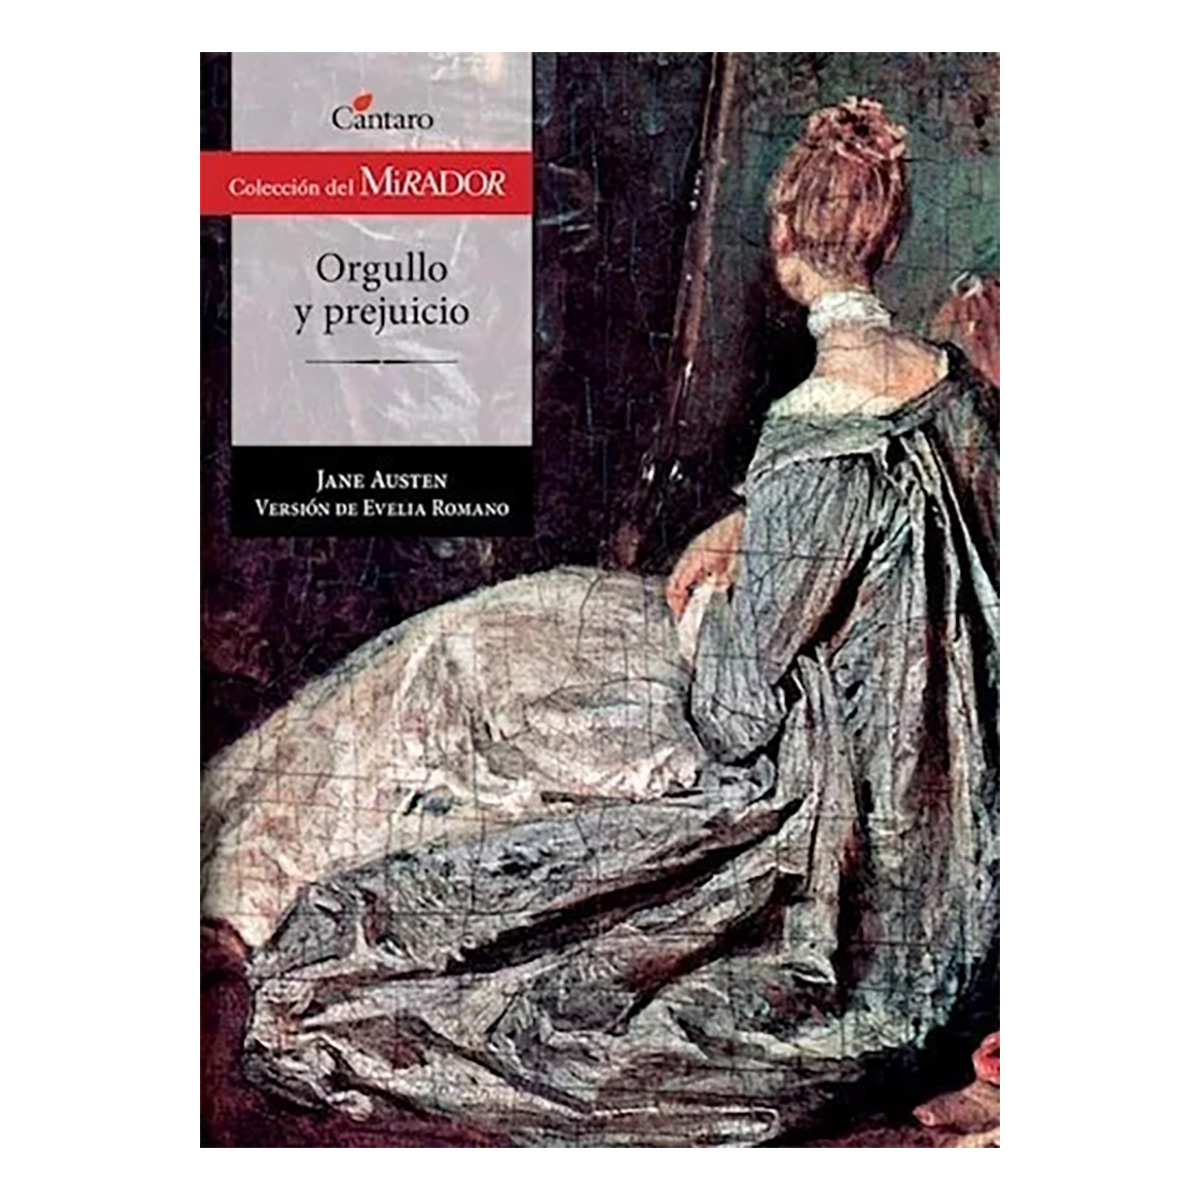 Cántaro
Colección del MiRADOR
Orgullo
y prejuicio
JANE AUSTEN
VERSIÓN DE EVELIA ROMANO